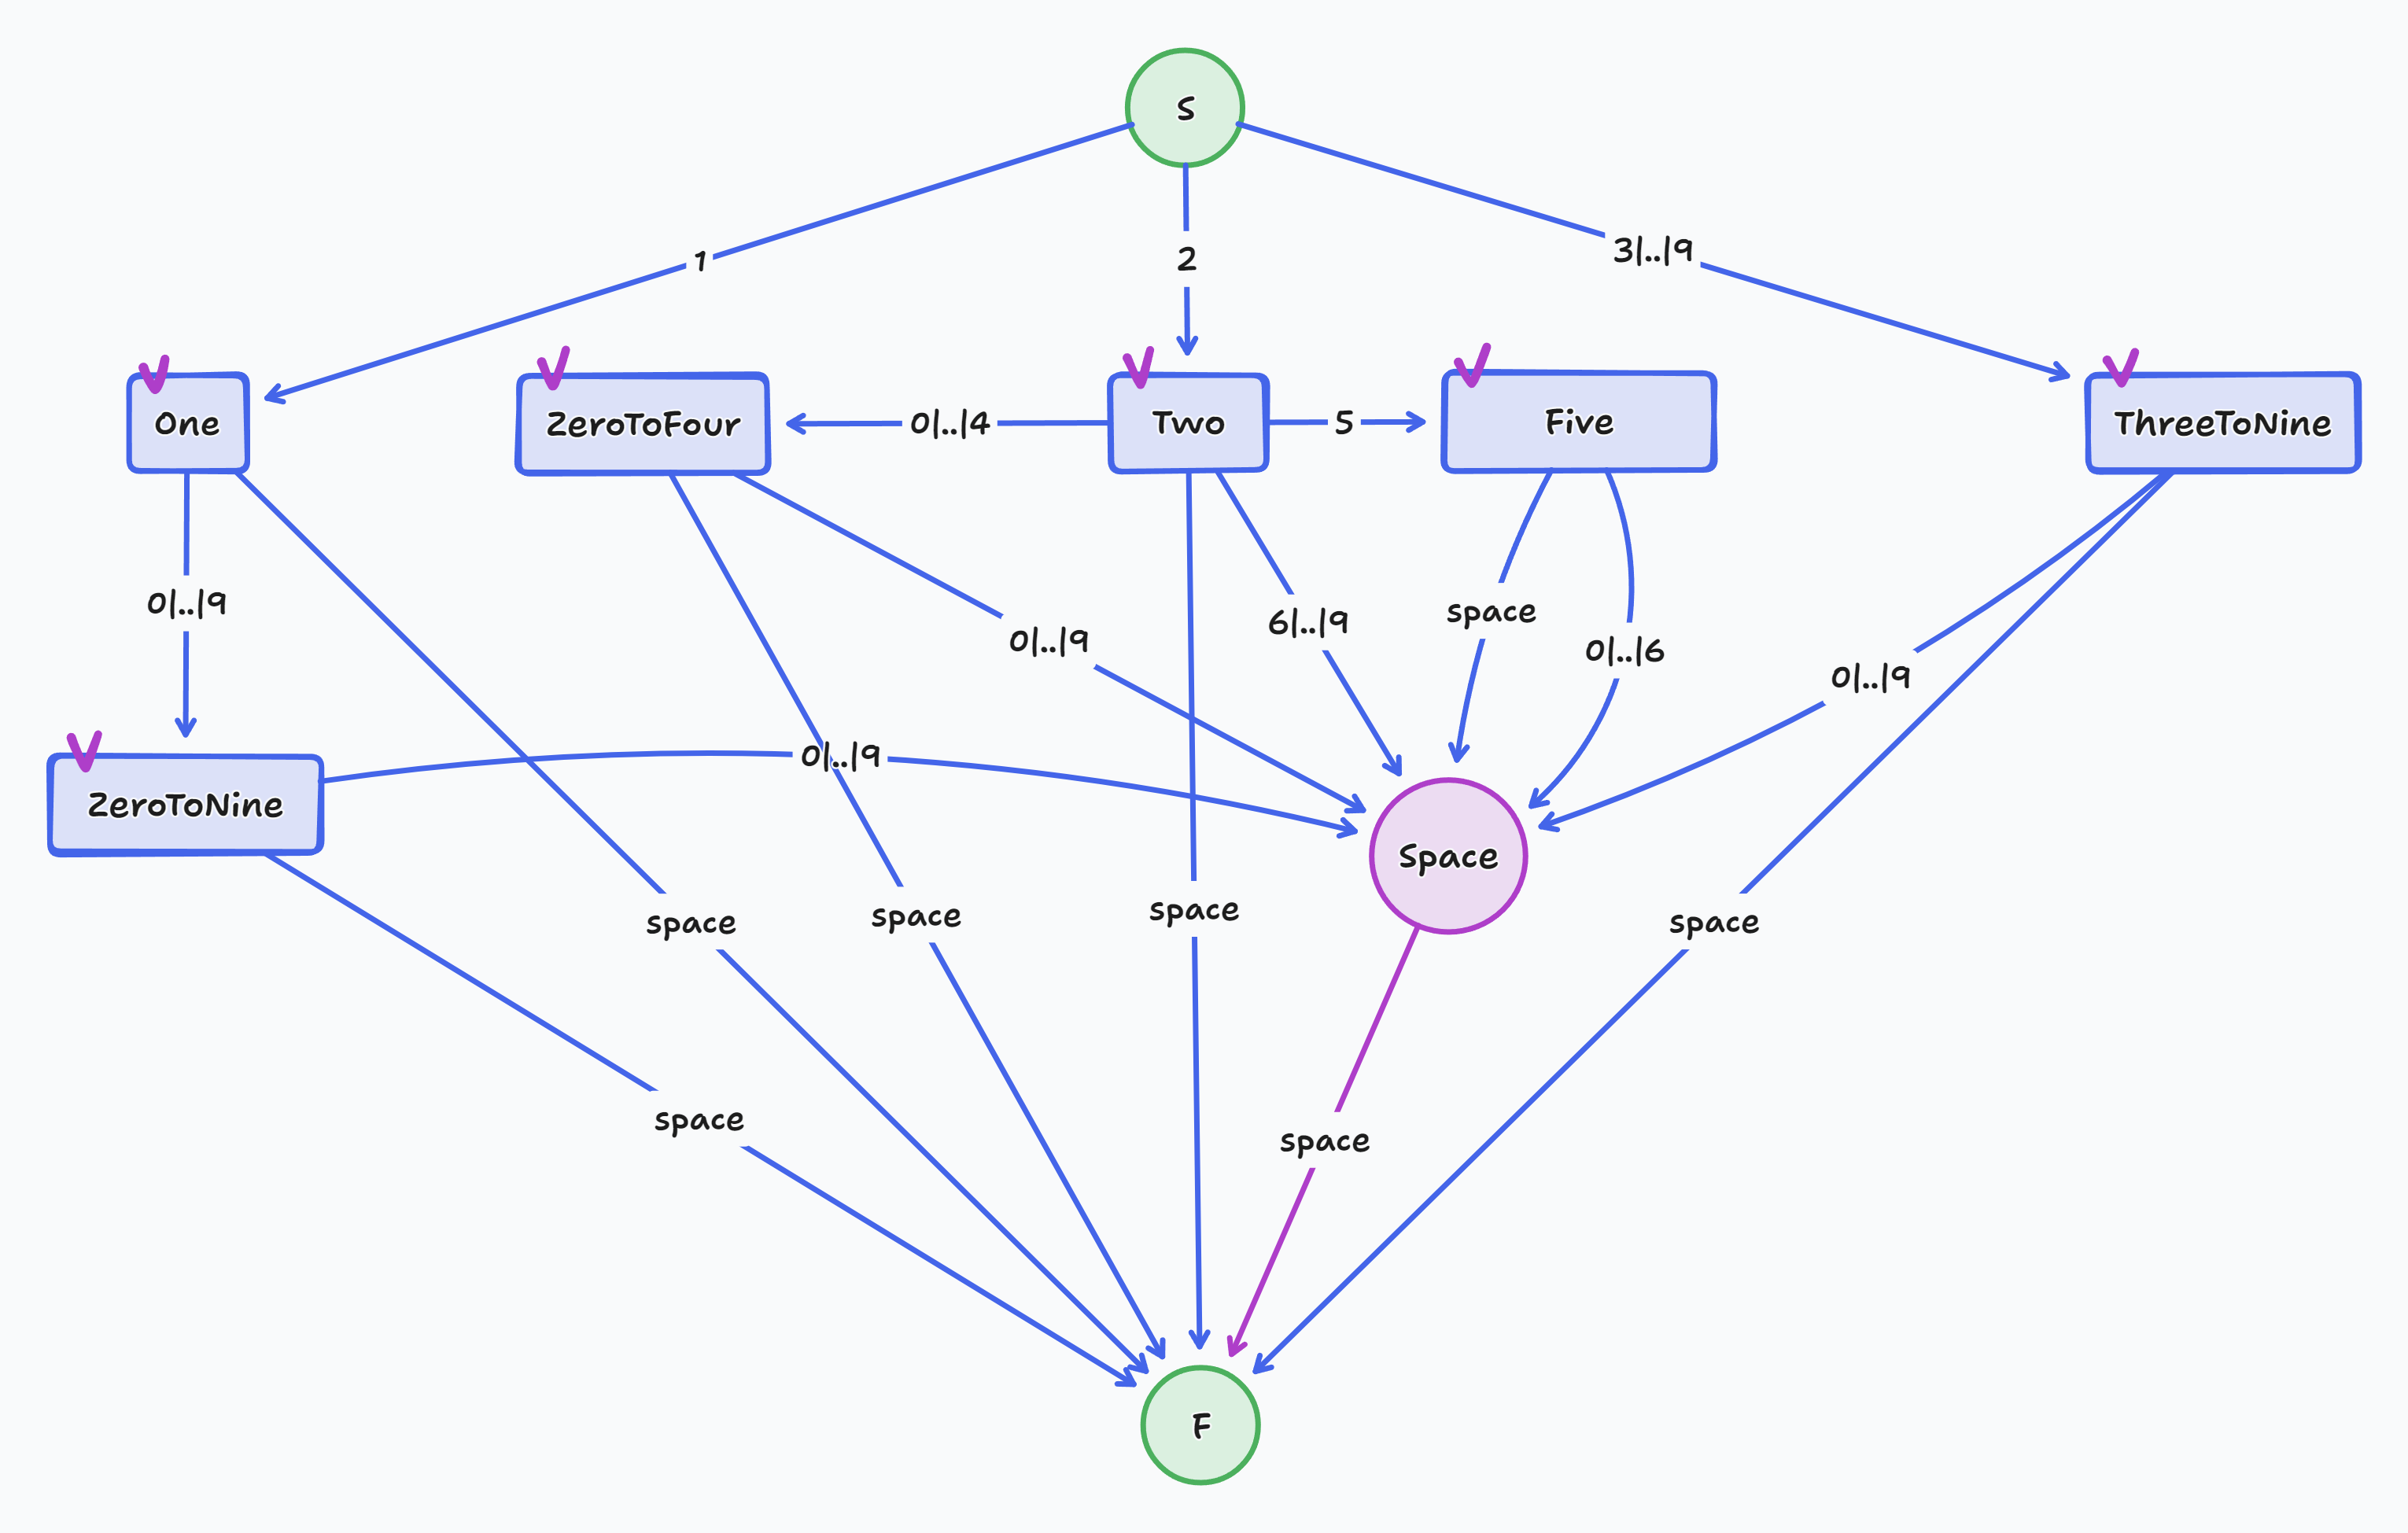 S
1
2
3|..|9
One
ZeroToFour
0|..|4
Two
5
Five
ThreeToNine
0|..|9
0|..|9
6|..|9
space
0|..|6
0|..|9
0|..|9
ZeroToNine
Space
space
space
space
space
space
space
F